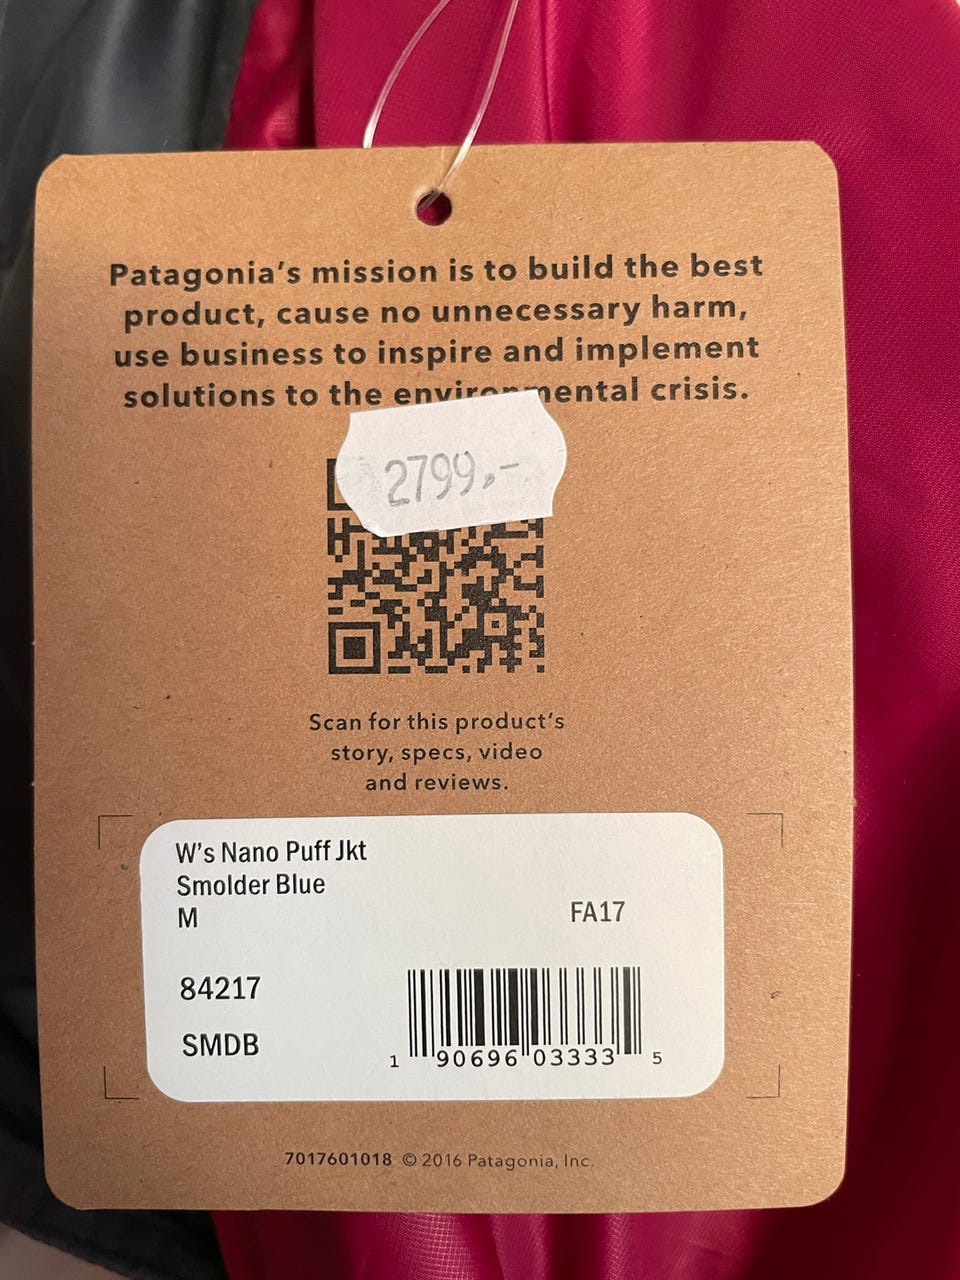 Patagonia's mission is to build the best
product, cause no unnecessary harm,
use business to inspire and implement
solutions to the environmental crisis.
2799,-
Scan for this product's
story, specs, video
and reviews.
W's Nano Puff Jkt
Smolder Blue
M
FA17
84217
SMDB
1 90696 03333 5
7017601018 © 2016 Patagonia, Inc.